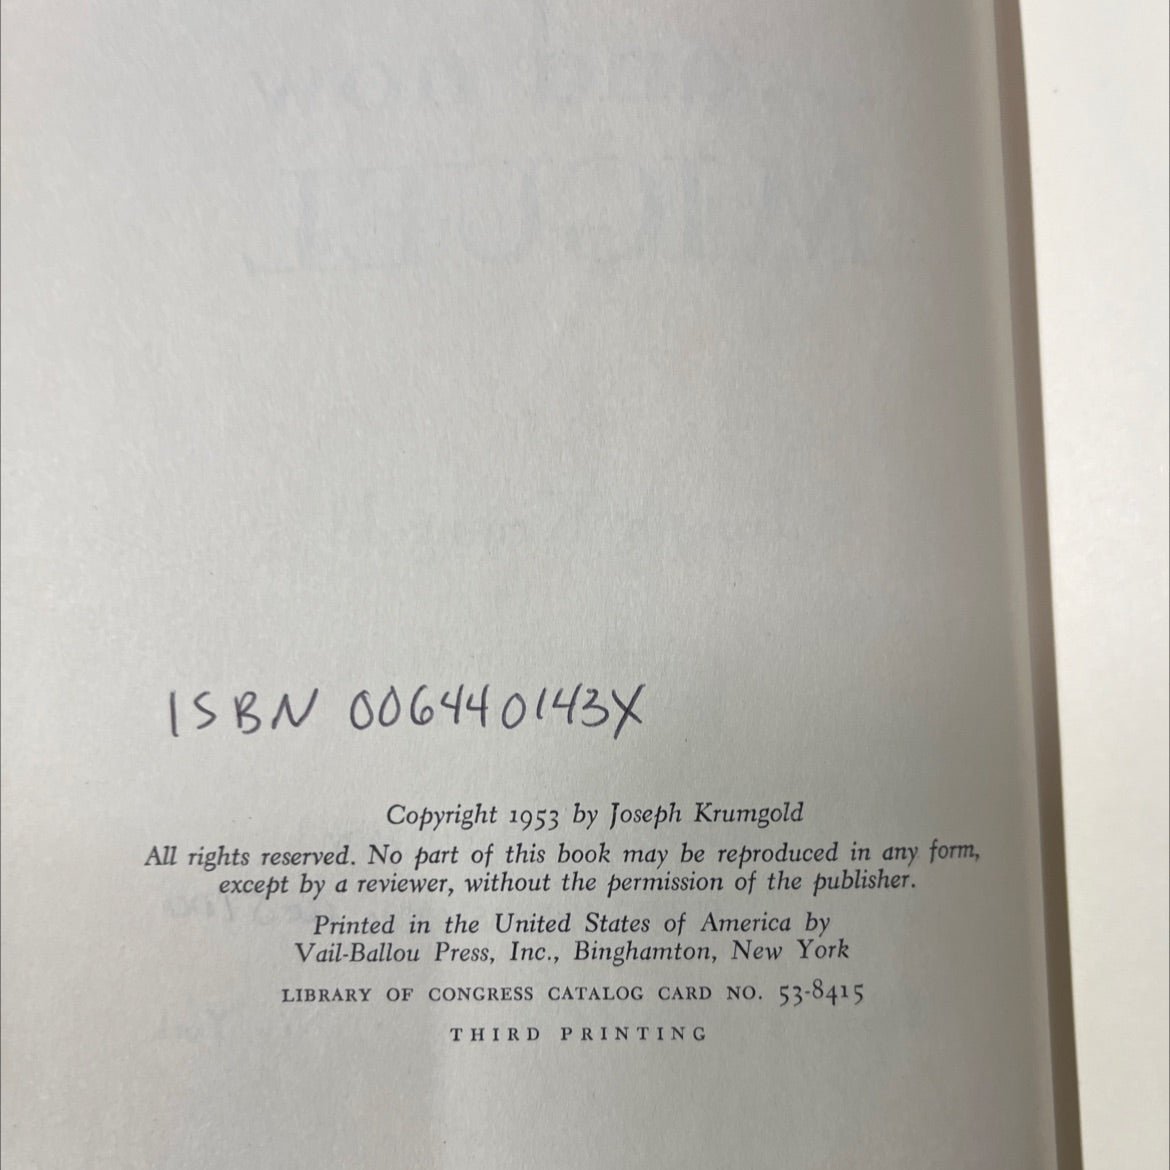 ISBN 006440143X
Copyright 1953 by Joseph Krumgold
All rights reserved. No part of this book may be reproduced in any form,
except by a reviewer, without the permission of the publisher.
Printed in the United States of America by
Vail-Ballou Press, Inc., Binghamton, New York
LIBRARY OF CONGRESS CATALOG CARD NO. 53-8415
THIRD PRINTING